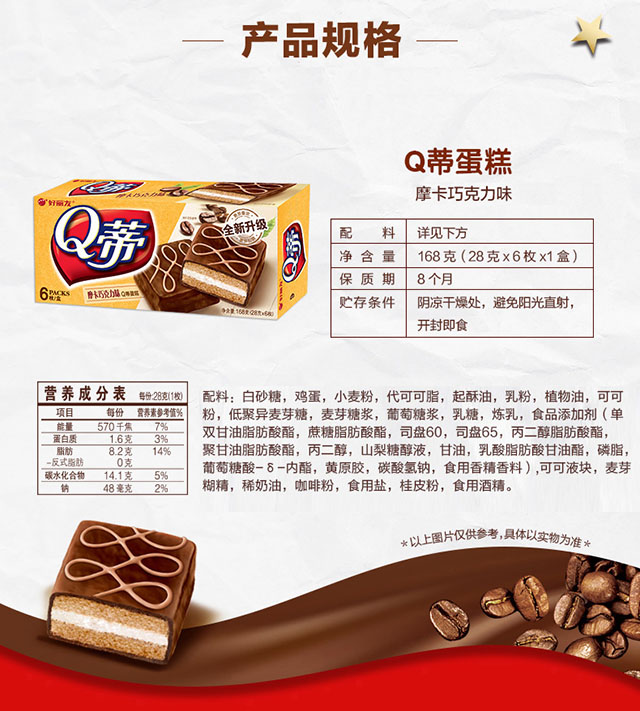 产品规格
Q蒂蛋糕
摩卡巧克力味
好丽友
Q蒂
全新升级
6 PACKS
枚/盒
摩卡巧克力味 Q蒂蛋糕
净含量:168克(28克x6枚)
配料 详见下方
净含量 168克（28克x6枚x1盒）
保质期 8个月
贮存条件 阴凉干燥处，避免阳光直射，
开封即食
营养成分表 每份:28克(1枚)
项目 每份 营养素参考值%
能量 570千焦 7%
蛋白质 1.6克 3%
脂肪 8.2克 14%
-反式脂肪 0克
碳水化合物 14.1克 5%
钠 48毫克 2%
配料：白砂糖，鸡蛋，小麦粉，代可可脂，起酥油，乳粉，植物油，可可
粉，低聚异麦芽糖，麦芽糖浆，葡萄糖浆，乳糖，炼乳，食品添加剂（单
双甘油脂肪酸酯，蔗糖脂肪酸酯，司盘60，司盘65，丙二醇脂肪酸酯，
聚甘油脂肪酸酯，丙二醇，山梨糖醇液，甘油，乳酸脂肪酸甘油酯，磷脂，
葡萄糖酸-δ-内酯，黄原胶，碳酸氢钠，食用香精香料），可可液块，麦芽
糊精，稀奶油，咖啡粉，食用盐，桂皮粉，食用酒精。
*以上图片仅供参考，具体以实物为准*